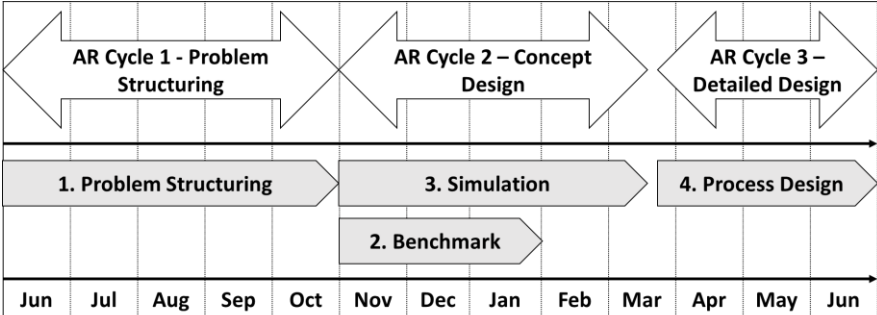 AR Cycle 1 - Problem
Structuring
AR Cycle 2 – Concept
Design
AR Cycle 3 –
Detailed Design
1. Problem Structuring
3. Simulation
4. Process Design
2. Benchmark
Jun Jul Aug Sep Oct Nov Dec Jan Feb Mar Apr May Jun